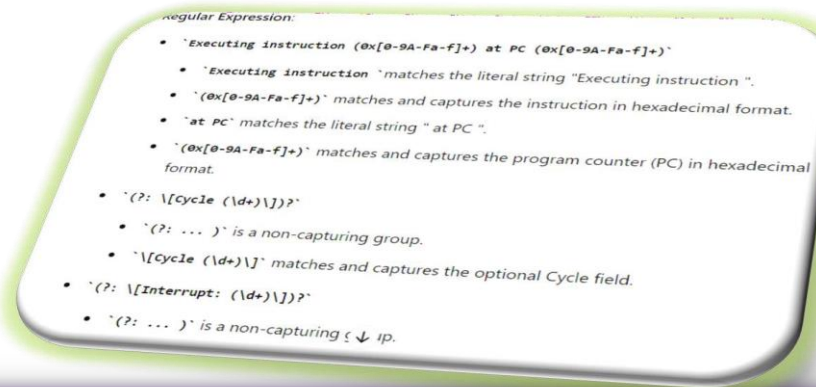 Regular Expression:
• `Executing instruction (0x[0-9A-Fa-f]+) at PC (0x[0-9A-Fa-f]+)`
• `Executing instruction `matches the literal string "Executing instruction ".
• `(0x[0-9A-Fa-f]+)` matches and captures the instruction in hexadecimal format.
• `at PC` matches the literal string " at PC ".
• `(0x[0-9A-Fa-f]+)` matches and captures the program counter (PC) in hexadecimal
format.
• `(?: \[Cycle (\d+)\])?`
• `(?: ... )` is a non-capturing group.
• `\[Cycle (\d+)\]` matches and captures the optional Cycle field.
• `(?: \[Interrupt: (\d+)\])?`
• `(?: ... )` is a non-capturing